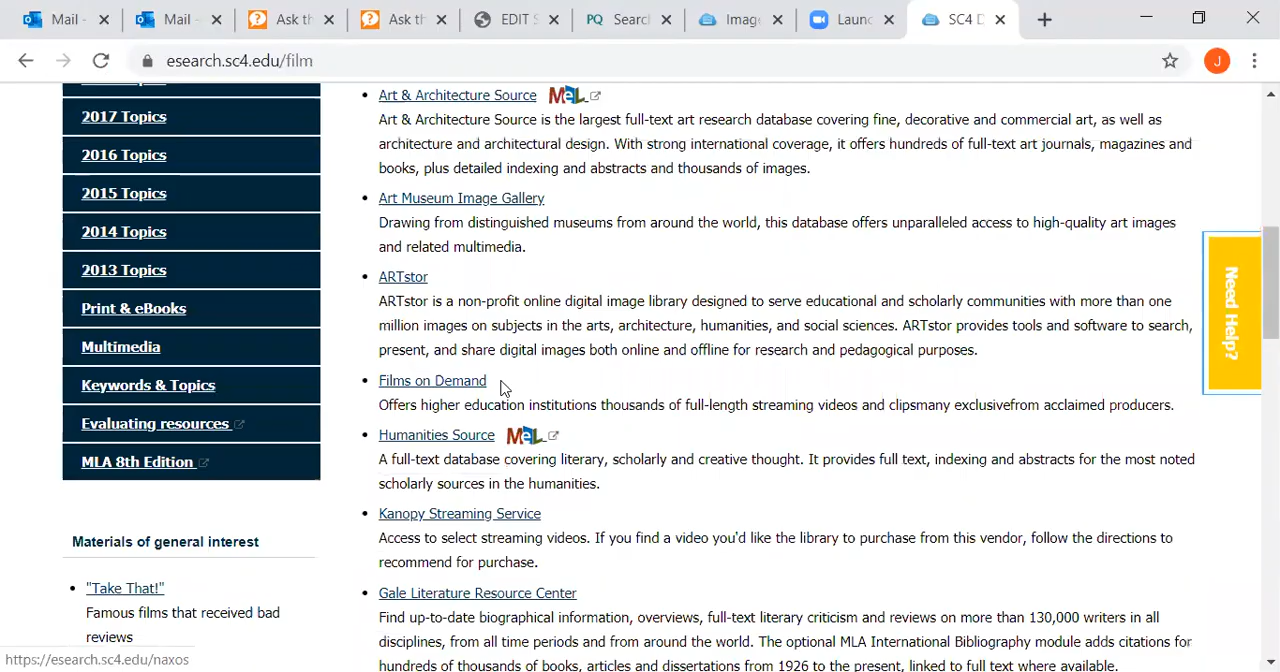 Mail -
Mail -
Ask th
Ask th
EDIT S
PQ Searc
Imag
Launc
SC4 D
esearch.sc4.edu/film
J
2017 Topics
2016 Topics
2015 Topics
2014 Topics
2013 Topics
Print & eBooks
Multimedia
Keywords & Topics
Evaluating resources
MLA 8th Edition
Materials of general interest
"Take That!"
Famous films that received bad
reviews
Art & Architecture Source MeL
Art & Architecture Source is the largest full-text art research database covering fine, decorative and commercial art, as well as
architecture and architectural design. With strong international coverage, it offers hundreds of full-text art journals, magazines and
books, plus detailed indexing and abstracts and thousands of images.
Art Museum Image Gallery
Drawing from distinguished museums from around the world, this database offers unparalleled access to high-quality art images
and related multimedia.
ARTstor
ARTstor is a non-profit online digital image library designed to serve educational and scholarly communities with more than one
million images on subjects in the arts, architecture, humanities, and social sciences. ARTstor provides tools and software to search,
present, and share digital images both online and offline for research and pedagogical purposes.
Films on Demand
Offers higher education institutions thousands of full-length streaming videos and clipsmany exclusivefrom acclaimed producers.
Humanities Source MeL
A full-text database covering literary, scholarly and creative thought. It provides full text, indexing and abstracts for the most noted
scholarly sources in the humanities.
Kanopy Streaming Service
Access to select streaming videos. If you find a video you'd like the library to purchase from this vendor, follow the directions to
recommend for purchase.
Gale Literature Resource Center
Find up-to-date biographical information, overviews, full-text literary criticism and reviews on more than 130,000 writers in all
disciplines, from all time periods and from around the world. The optional MLA International Bibliography module adds citations for
hundreds of thousands of books, articles and dissertations from 1926 to the present, linked to full text where available.
Need Help?
https://esearch.sc4.edu/naxos